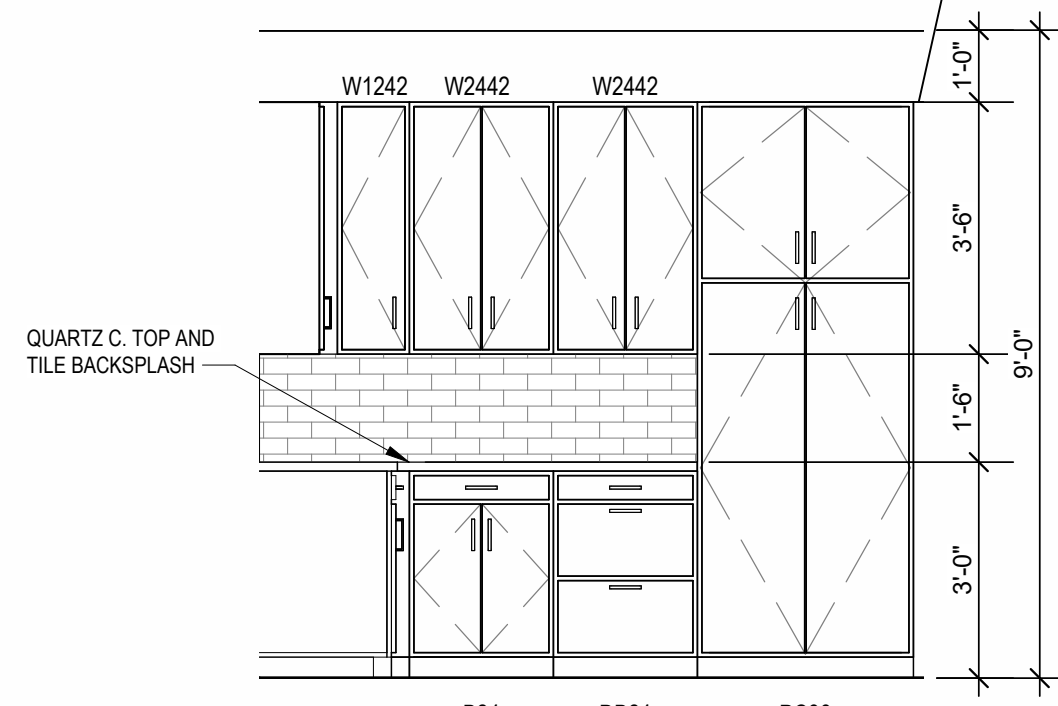 W1242 W2442 W2442
1'-0"
3'-6"
9'-0"
QUARTZ C. TOP AND
TILE BACKSPLASH
1'-6"
3'-0"